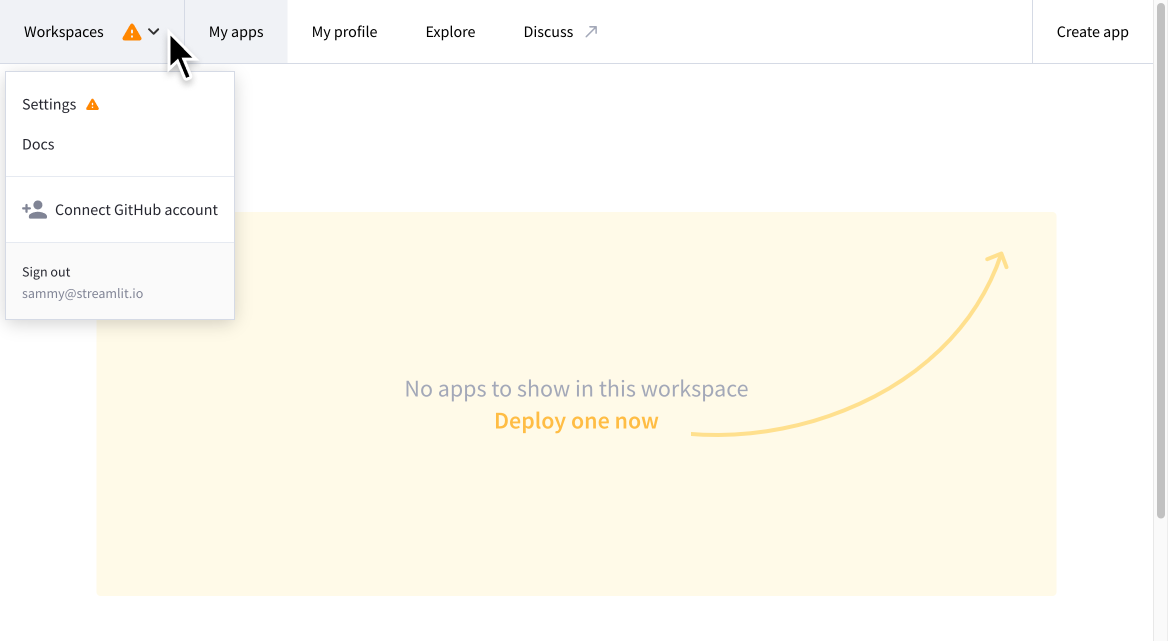 Workspaces My apps My profile Explore Discuss Create app
Settings
Docs
Connect GitHub account
Sign out
sammy@streamlit.io
No apps to show in this workspace
Deploy one now